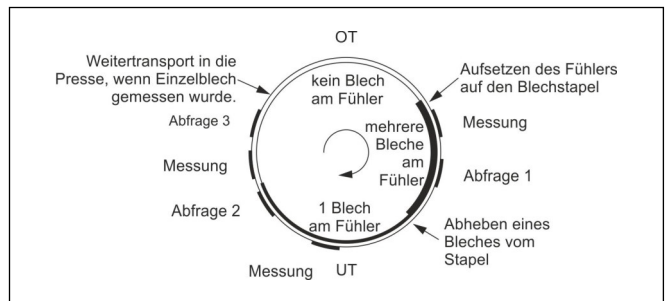 OT
Weitertransport in die
Presse, wenn Einzelblech
gemessen wurde.
kein Blech
am Fühler
Aufsetzen des Fühlers
auf den Blechstapel
Abfrage 3
mehrere
Bleche
am
Fühler
Messung
Messung
Abfrage 1
Abfrage 2
1 Blech
am Fühler
Abheben eines
Bleches vom
Stapel
Messung
UT